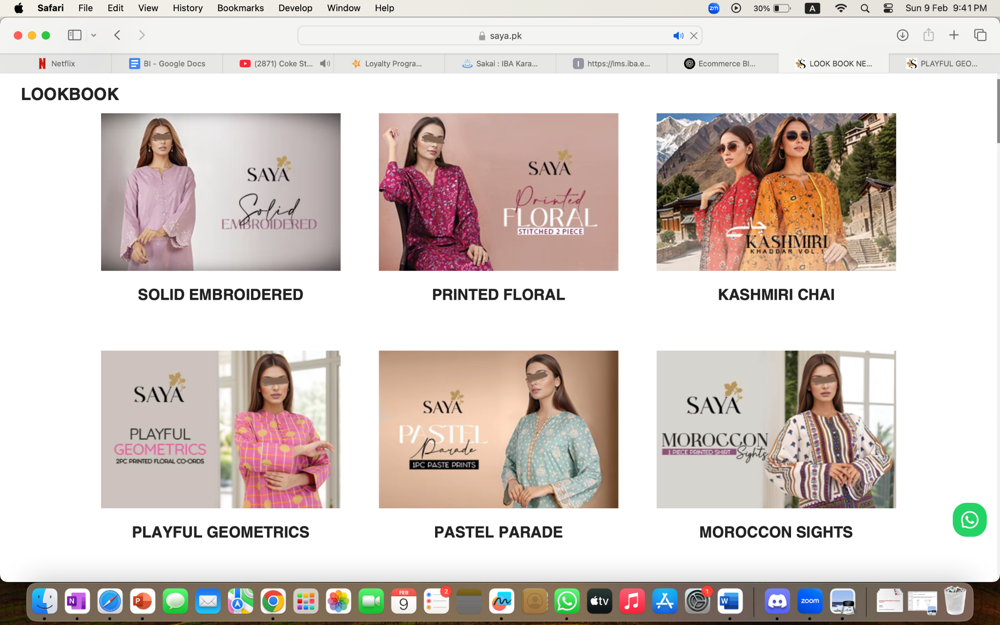 Safari File Edit View History Bookmarks Develop Window Help zm 30% A Sun 9 Feb 9:41 PM
saya.pk
Netflix BI - Google Docs (2871) Coke St... Loyalty Progra... Sakai : IBA Kara... I https://lms.iba.e... Ecommerce BI... S LOOK BOOK NE... S PLAYFUL GEO...
LOOKBOOK
SAYA
Solid
EMBROIDERED
SAYA
Printed
FLORAL
STITCHED 2 PIECE
چائے
KASHMIRI
KHADDAR VOL.1
SOLID EMBROIDERED PRINTED FLORAL KASHMIRI CHAI
SAYA
PLAYFUL
GEOMETRICS
2PC PRINTED FLORAL CO-ORDS
SAYA
PASTEL
Parade
1PC PASTE PRINTS
SAYA
MOROCCON
1 PIECE PRINTED SHIRT Sights
PLAYFUL GEOMETRICS PASTEL PARADE MOROCCON SIGHTS
N P FEB 9 2 tv 1 W zoom